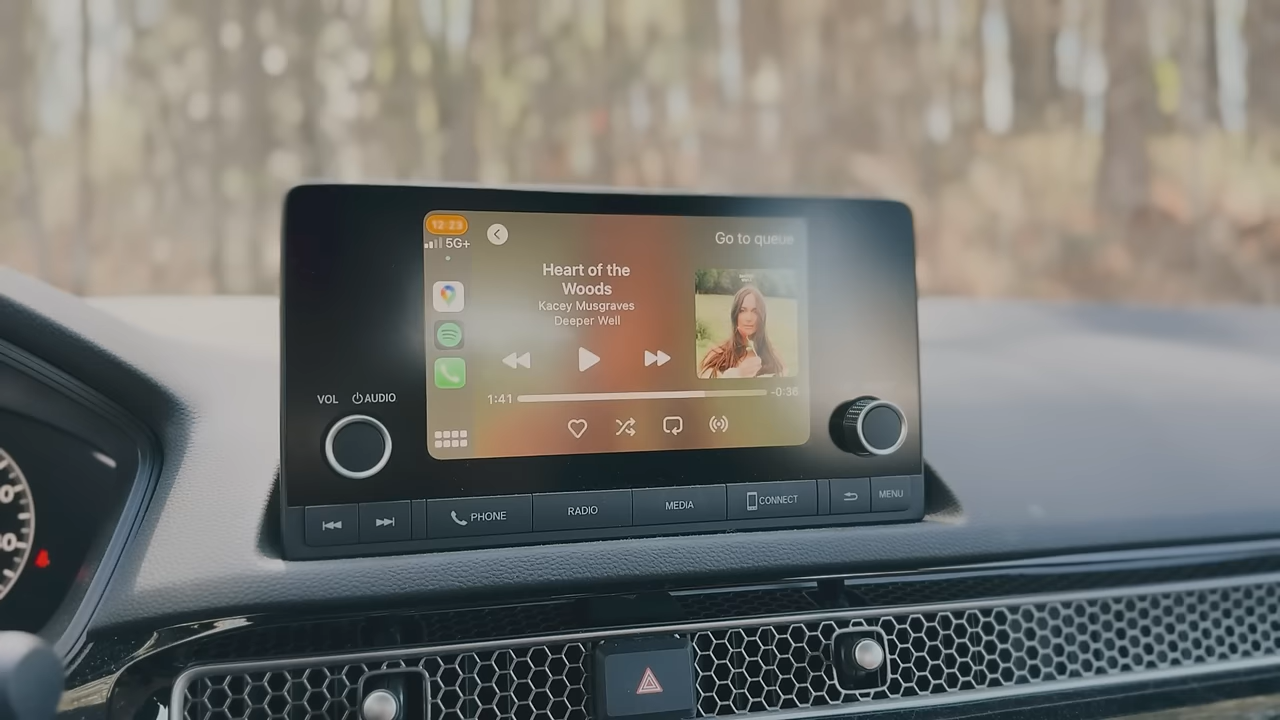 12:23
5G+
Go to queue
Heart of the
Woods
Kacey Musgraves
Deeper Well
1:41
-0:36
VOL AUDIO
PHONE
RADIO
MEDIA
CONNECT
MENU